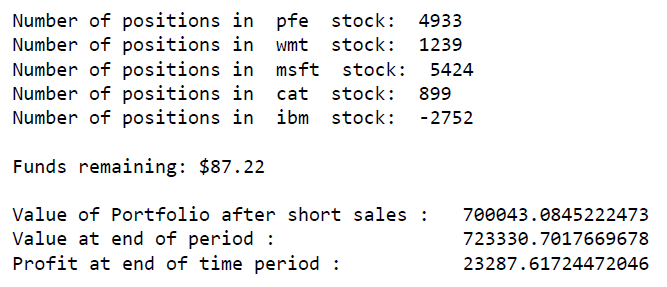 Number of positions in  pfe  stock:  4933
Number of positions in  wmt  stock:  1239
Number of positions in  msft  stock:  5424
Number of positions in  cat  stock:  899
Number of positions in  ibm  stock:  -2752
Funds remaining: $87.22
Value of Portfolio after short sales :   700043.0845222473
Value at end of period :                723330.7017669678
Profit at end of time period :          23287.61724472046